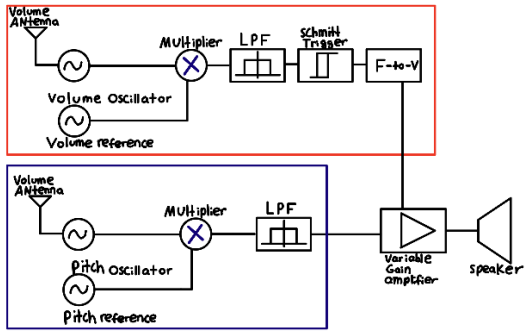 Volume
ANtenna
Multiplier
LPF
Schmitt
Trigger
F-to-V
Volume Oscillator
Volume reference
Volume
ANtenna
Multiplier
LPF
Pitch Oscillator
Pitch reference
Variable
Gain
amplfier
speaker